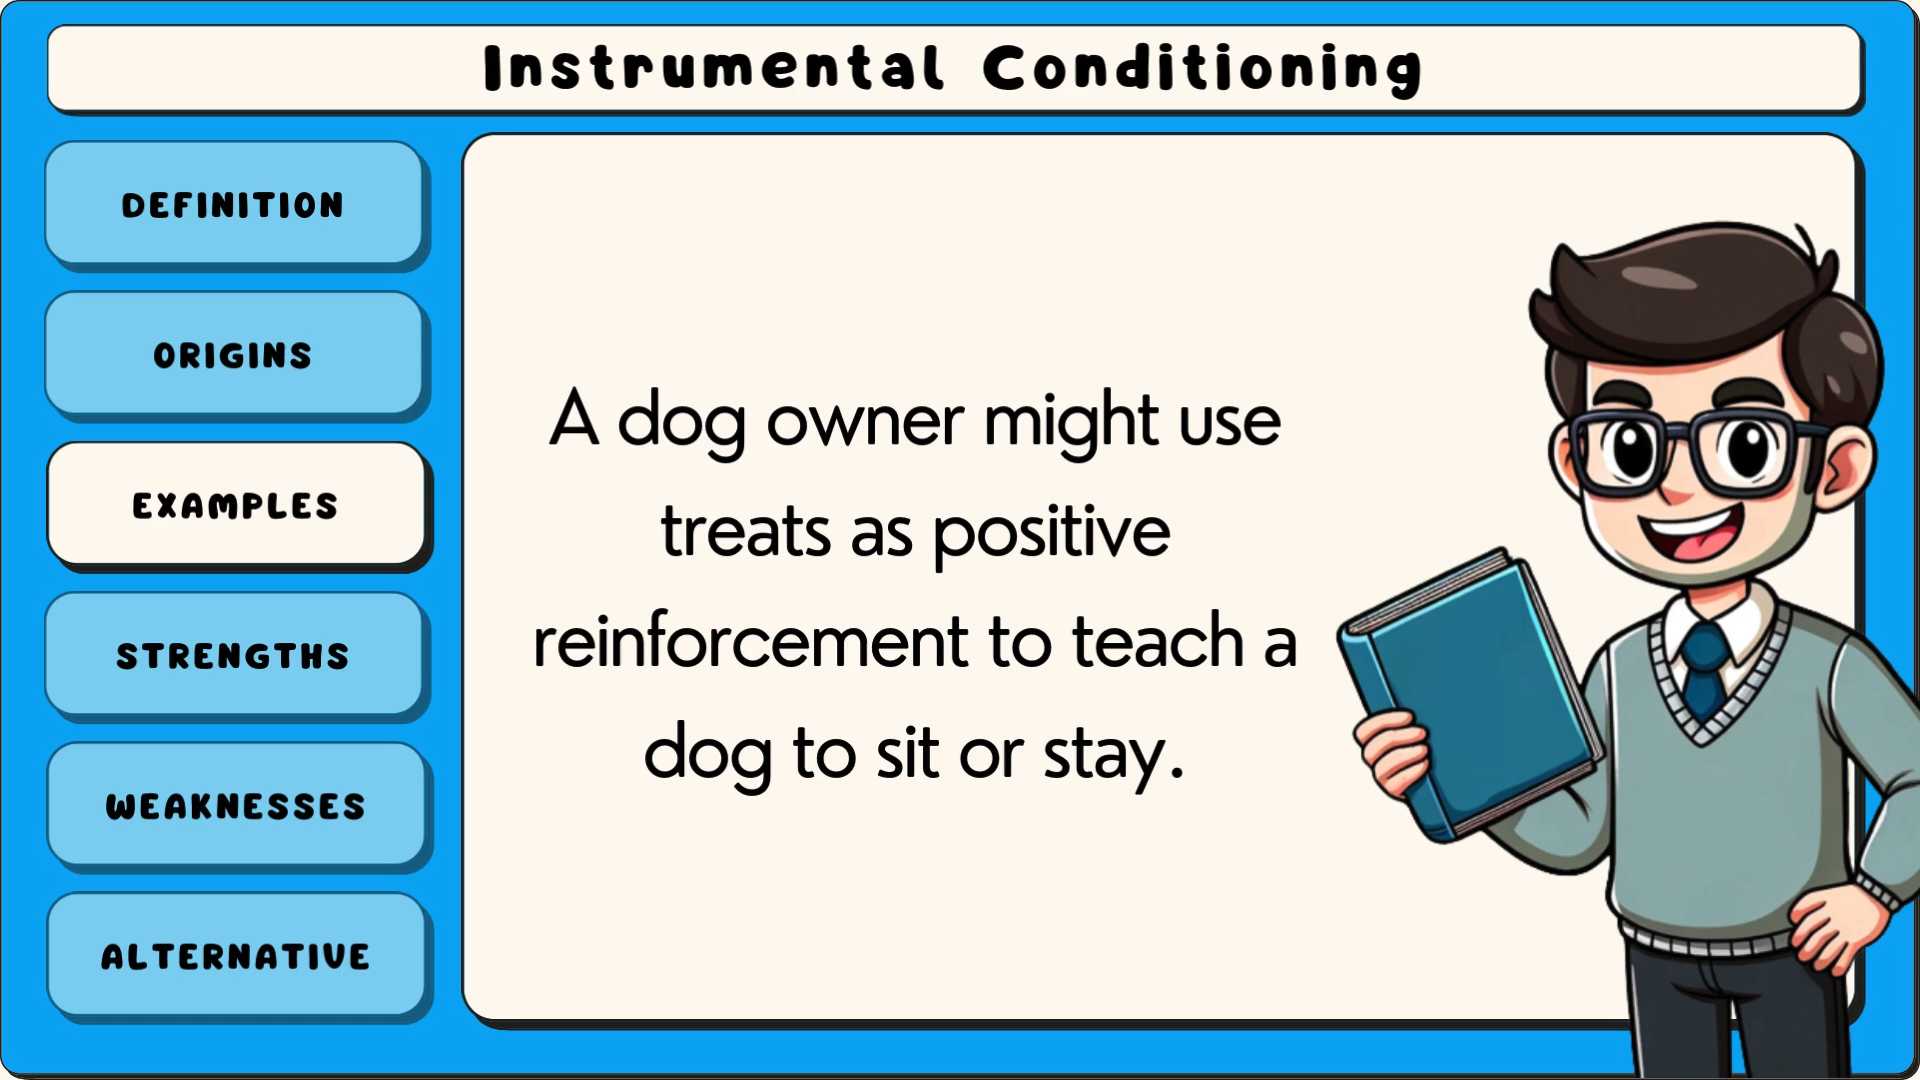 Instrumental Conditioning
DEFINITION
ORIGINS
EXAMPLES
STRENGTHS
WEAKNESSES
ALTERNATIVE
A dog owner might use
treats as positive
reinforcement to teach a
dog to sit or stay.